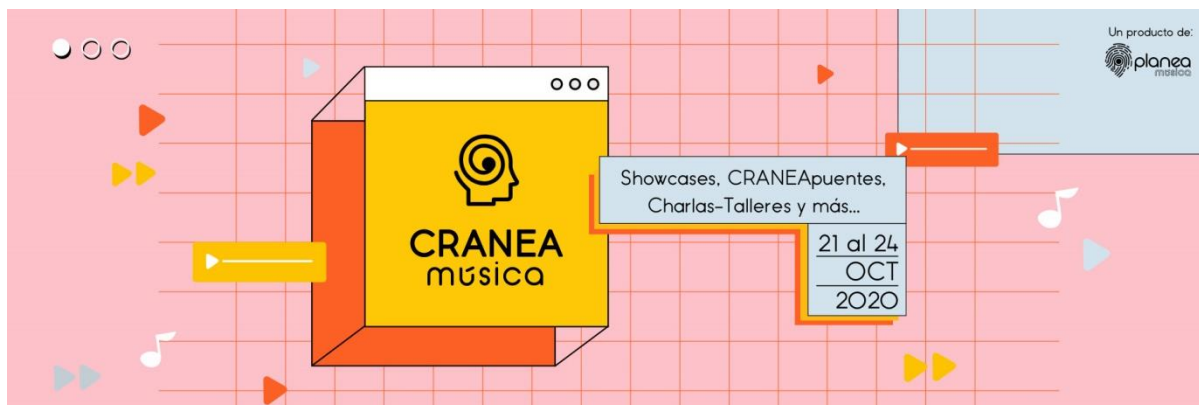 Un producto de:
planea
música
CRANEA
música
Showcases, CRANEApuentes,
Charlas-Talleres y más...
21 al 24
OCT
2020